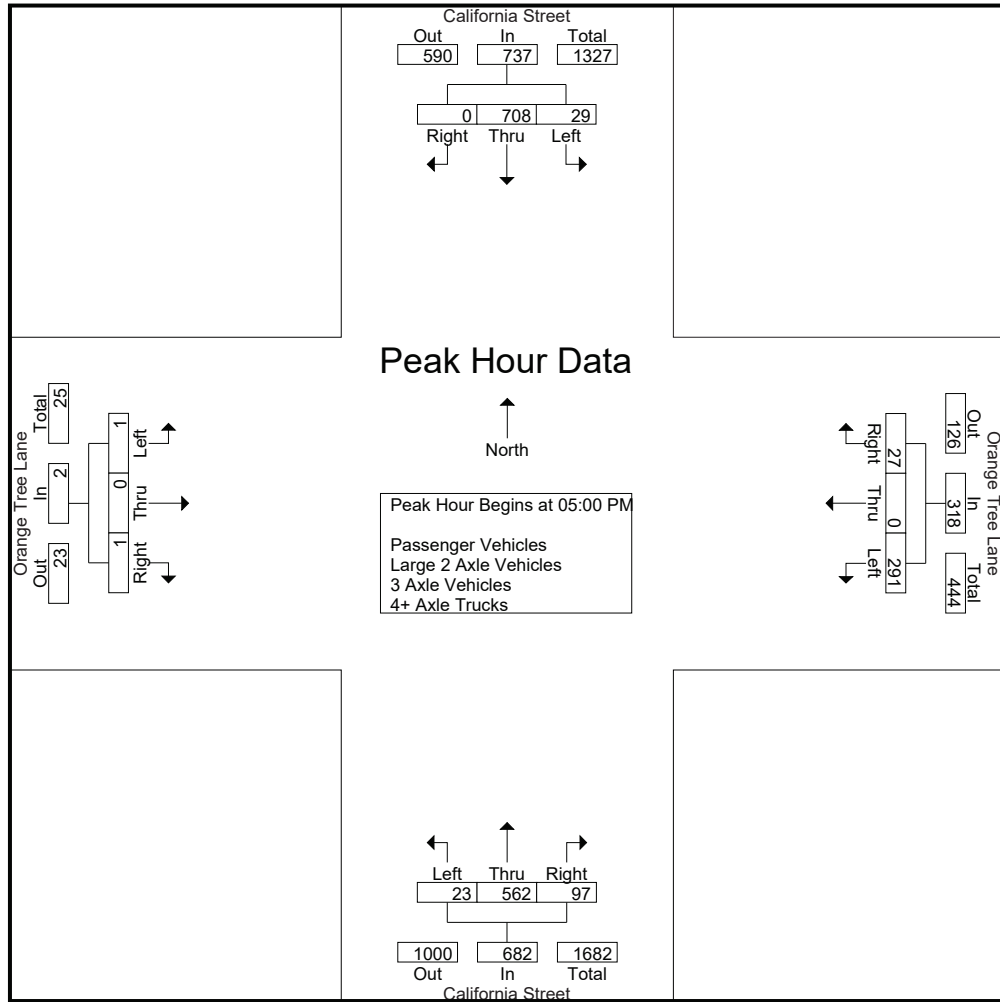 California Street
Out In Total
590 737 1327
0 708 29
Right Thru Left
Peak Hour Data
North
Peak Hour Begins at 05:00 PM
Passenger Vehicles
Large 2 Axle Vehicles
3 Axle Vehicles
4+ Axle Trucks
Orange Tree Lane
Out In Total
23 2 25
1 0 1
Left Thru Right
Orange Tree Lane
Out In Total
126 318 444
27 0 291
Right Thru Left
Left Thru Right
23 562 97
1000 682 1682
Out In Total
California Street